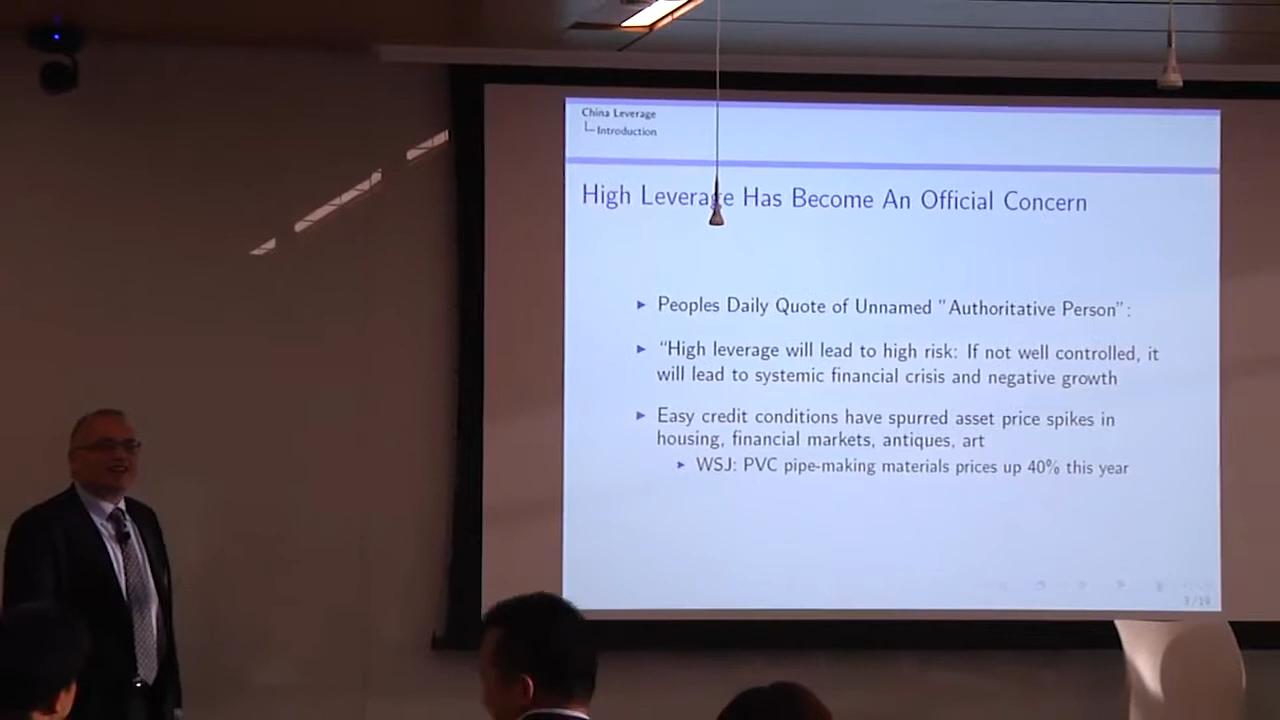 China Leverage
Introduction
High Leverage Has Become An Official Concern
Peoples Daily Quote of Unnamed "Authoritative Person":
"High leverage will lead to high risk: If not well controlled, it
will lead to systemic financial crisis and negative growth
Easy credit conditions have spurred asset price spikes in
housing, financial markets, antiques, art
WSJ: PVC pipe-making materials prices up 40% this year
3/19